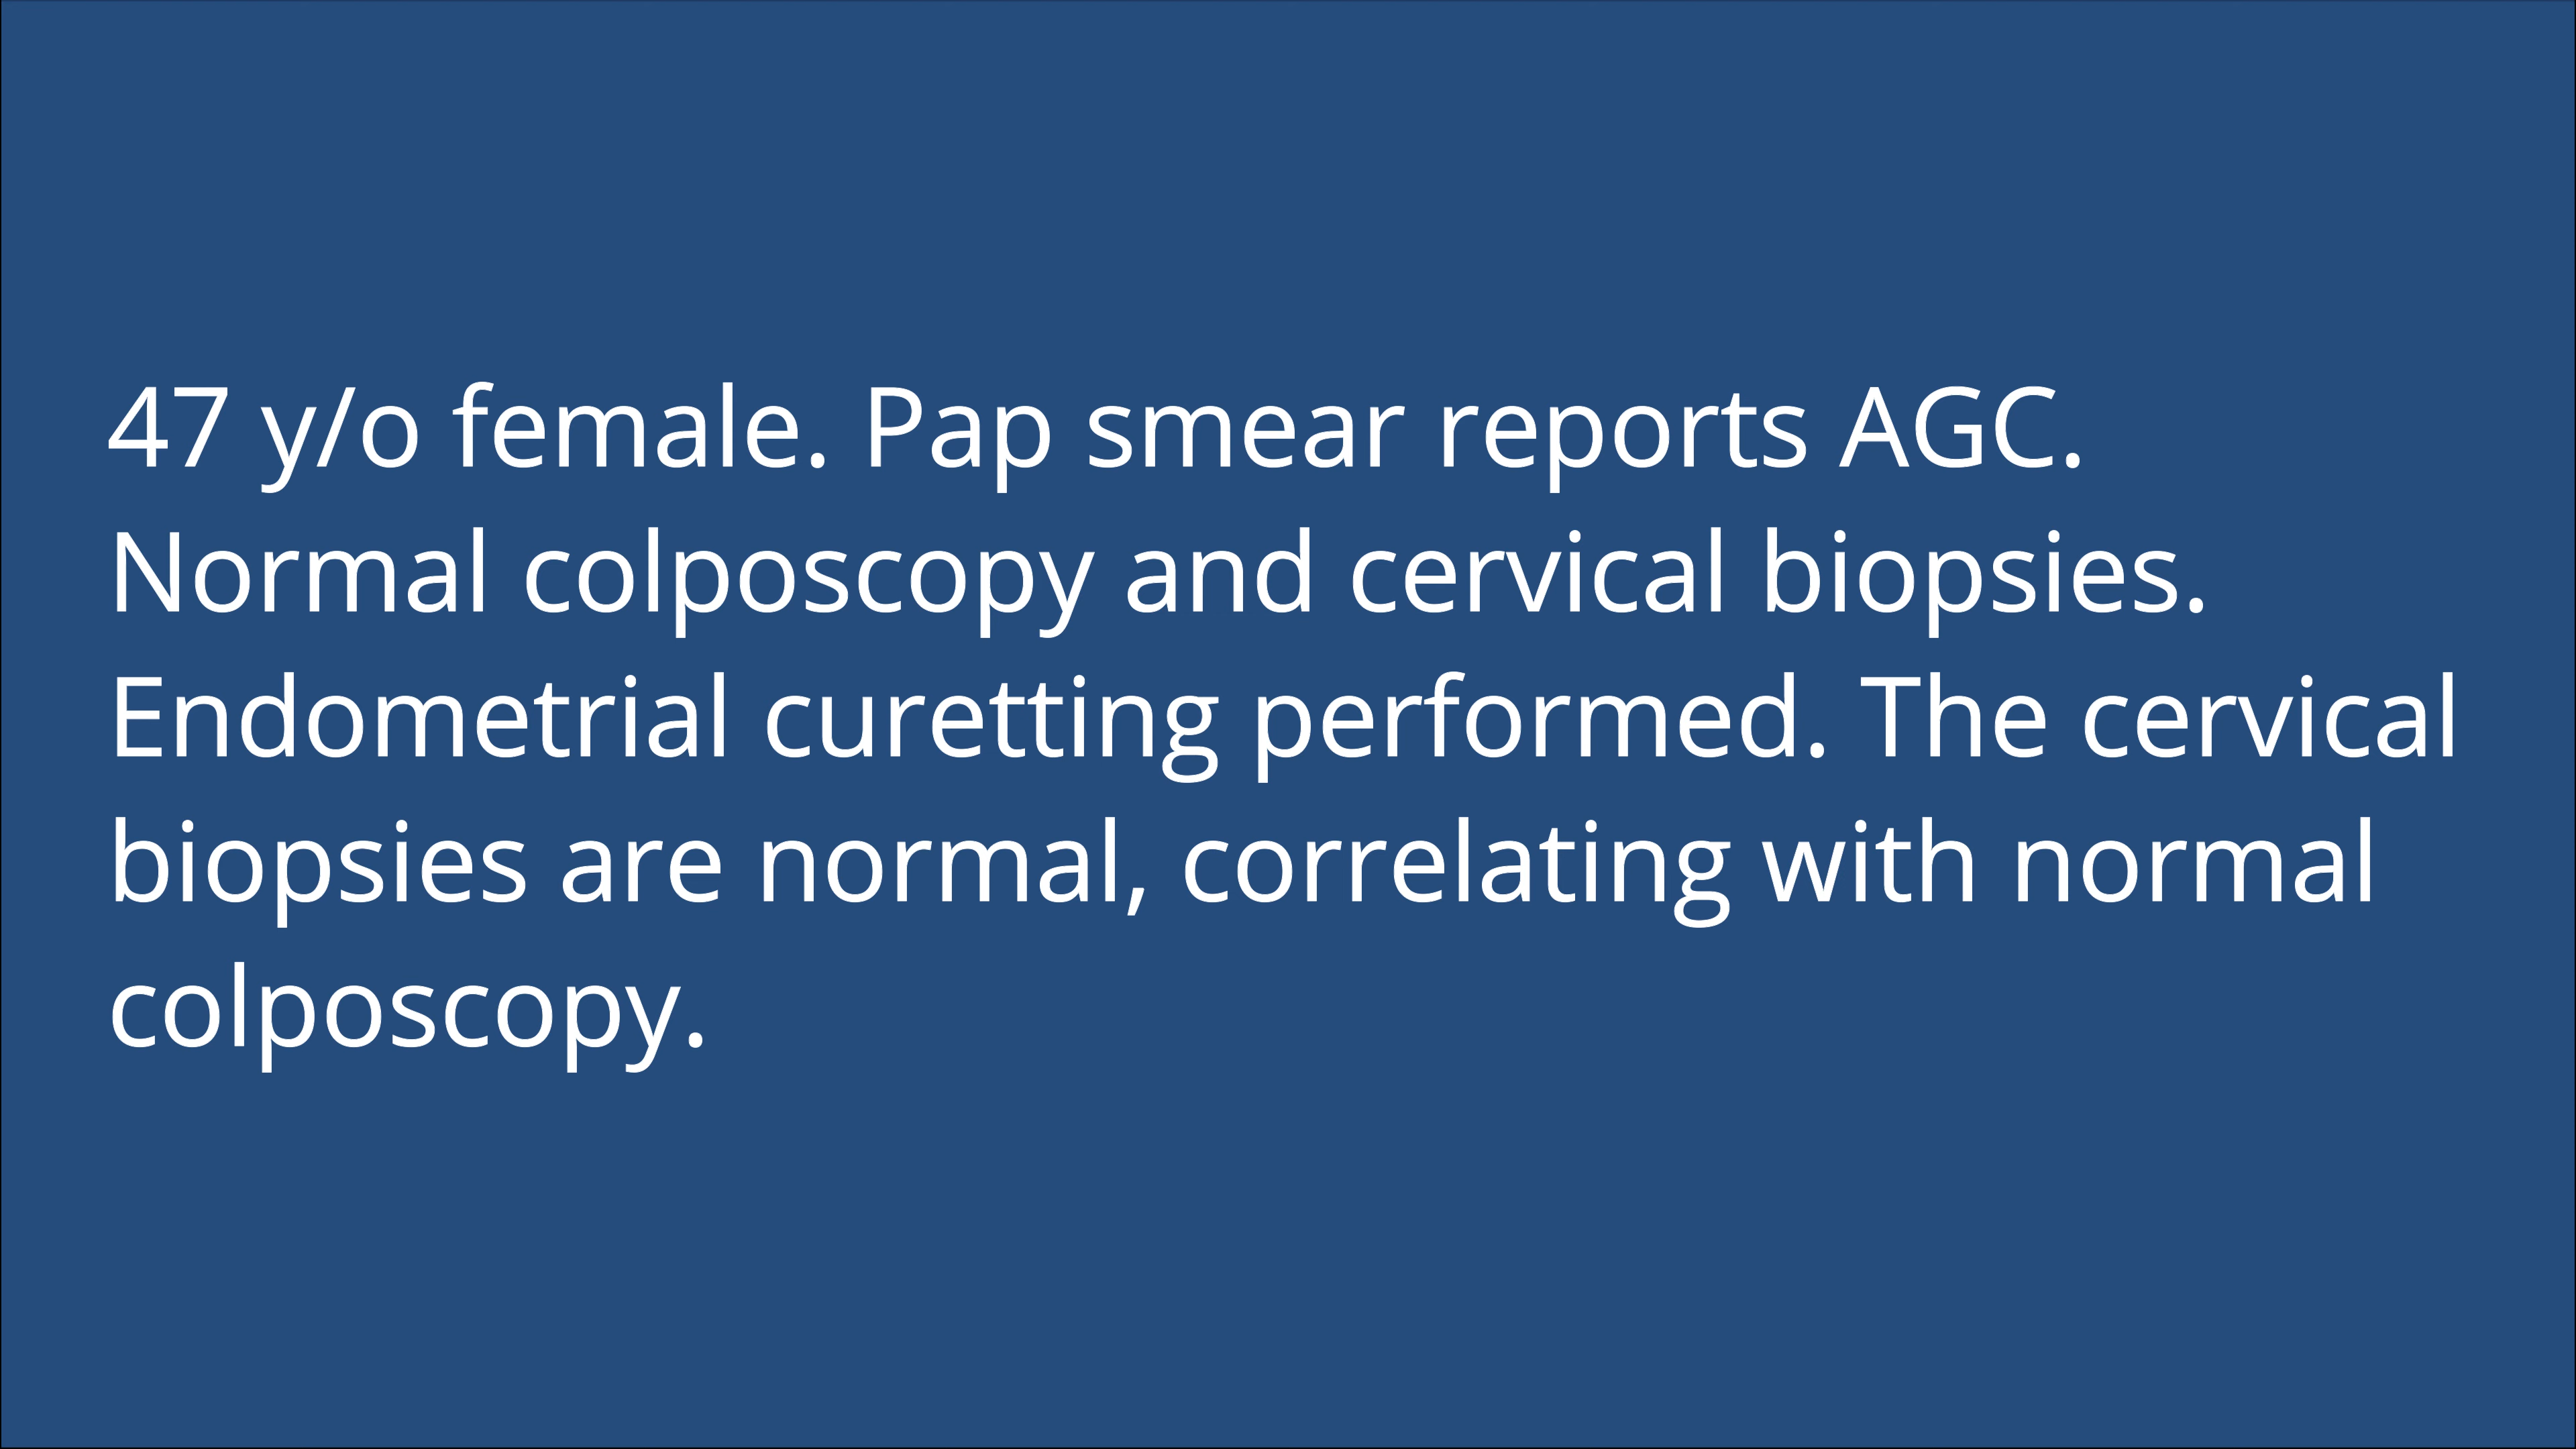 47 y/o female. Pap smear reports AGC.
Normal colposcopy and cervical biopsies.
Endometrial curetting performed. The cervical
biopsies are normal, correlating with normal
colposcopy.